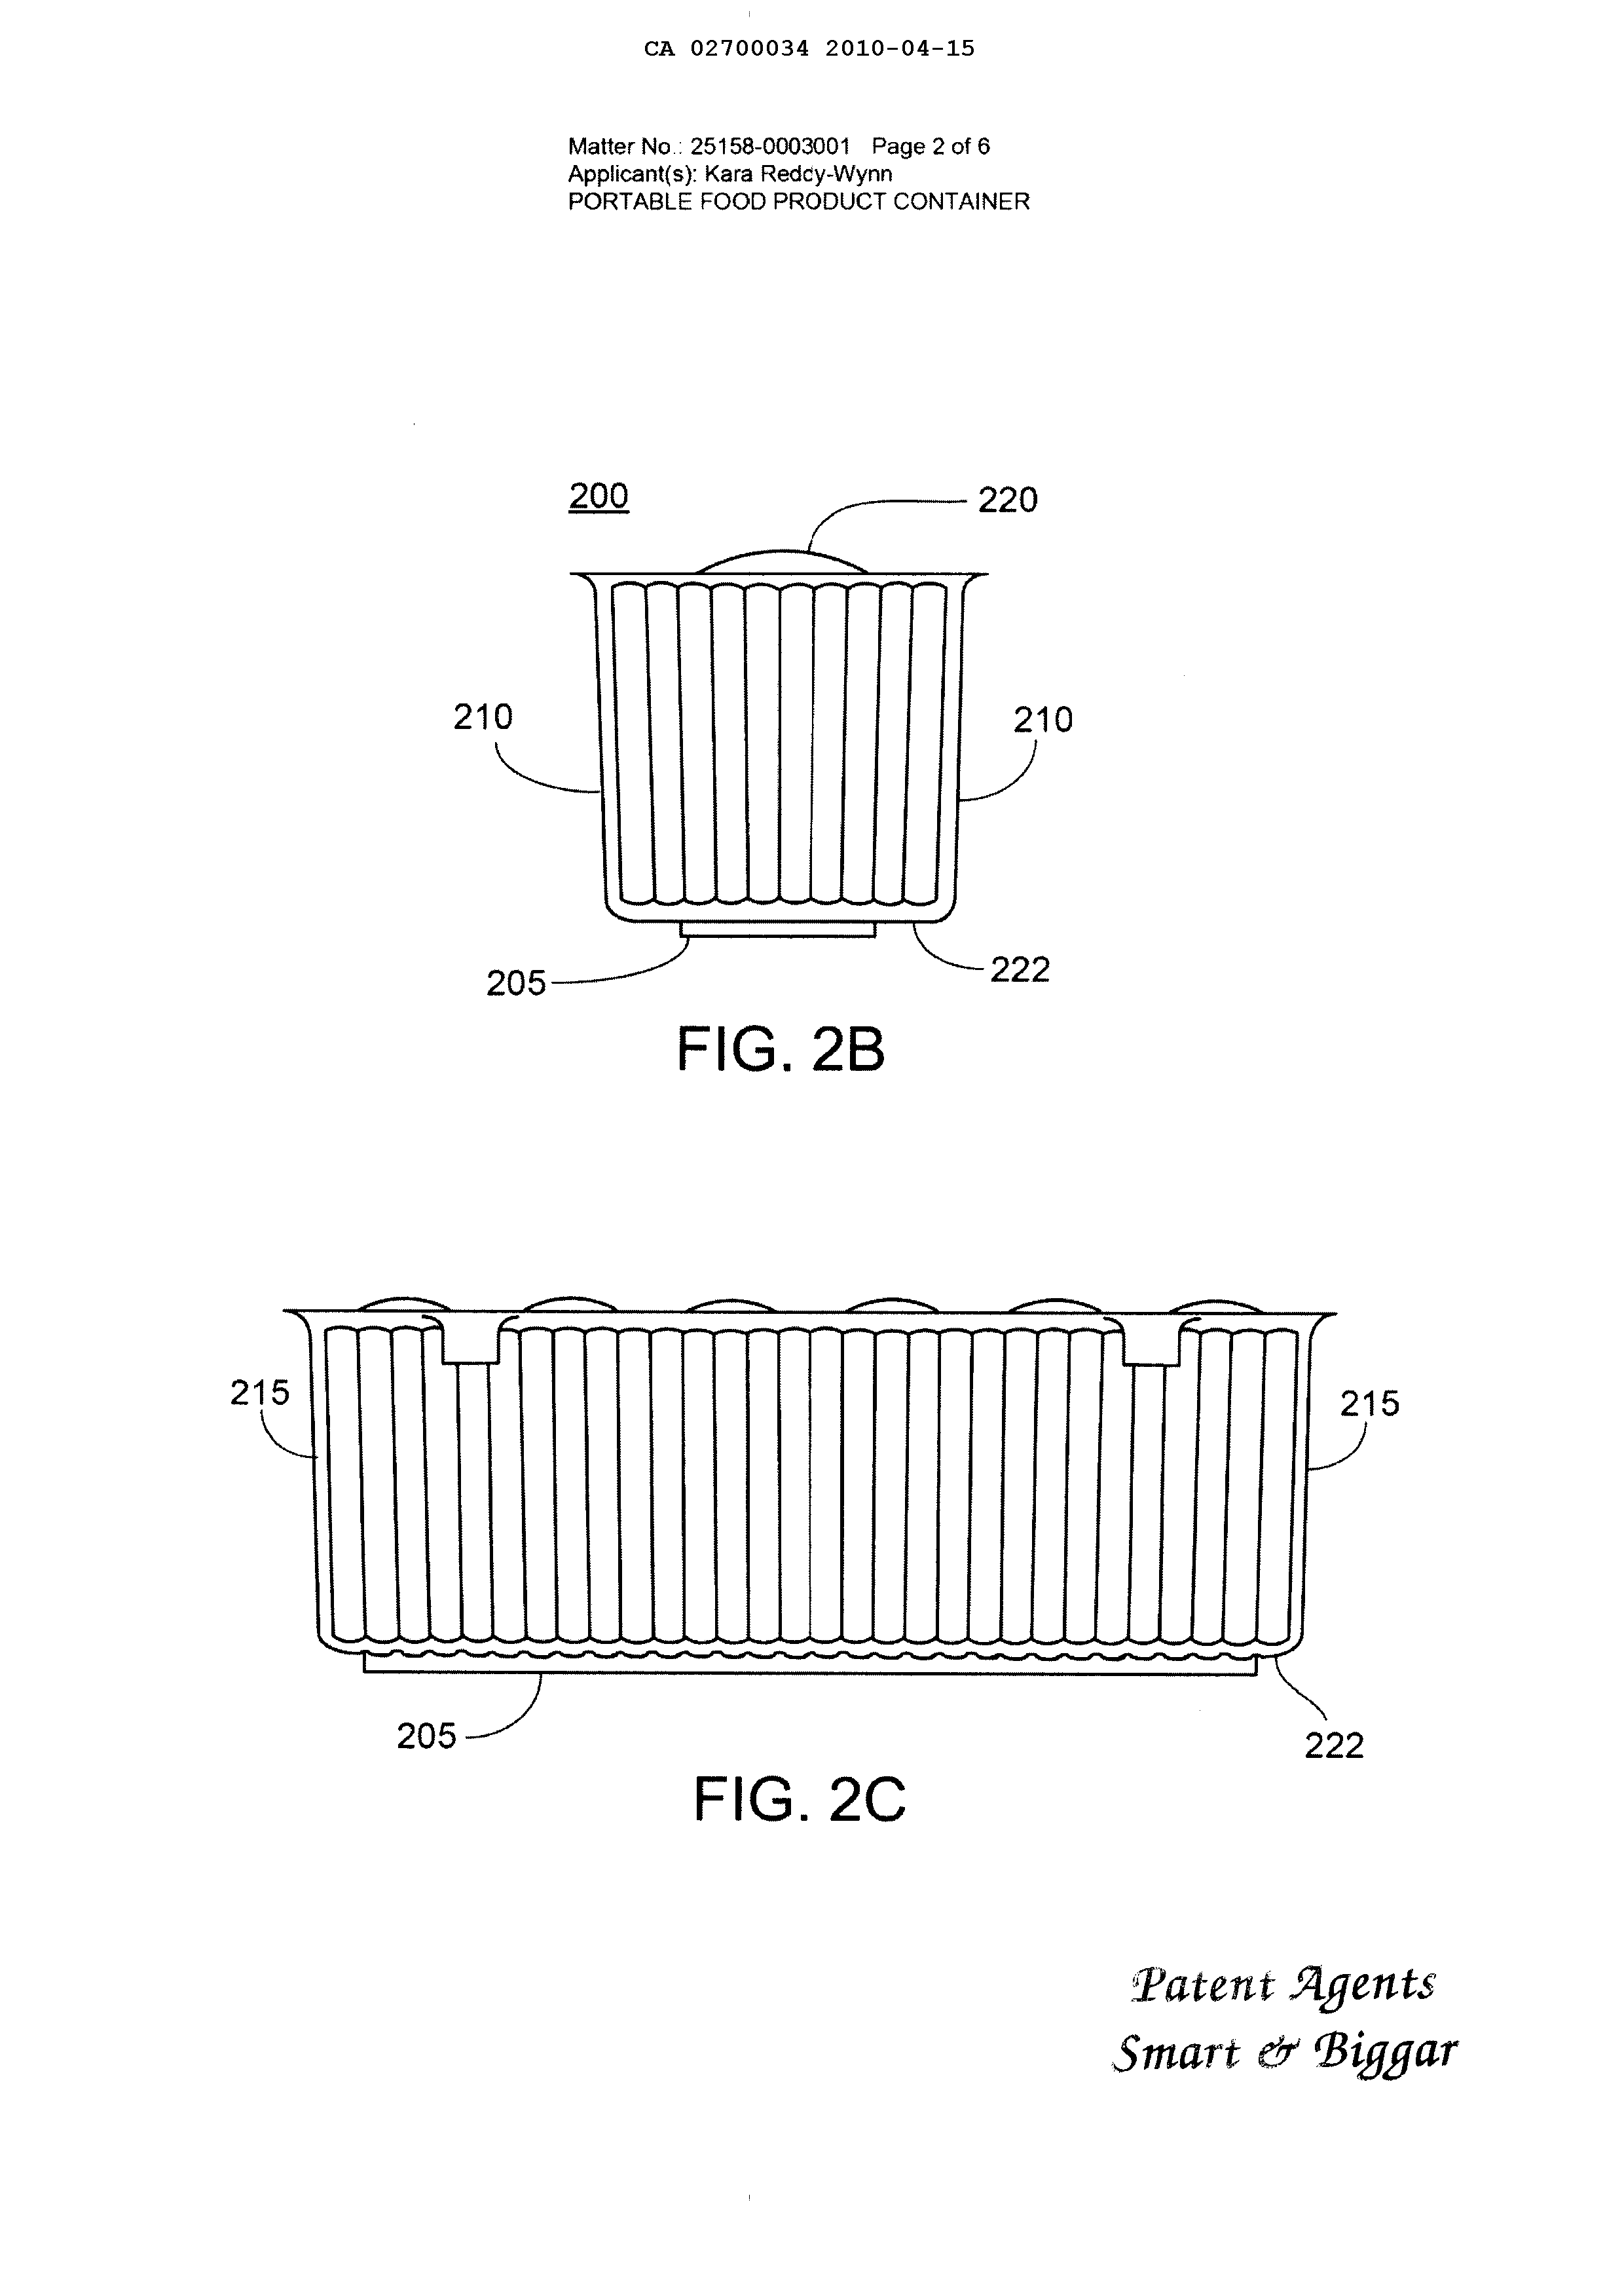 CA 02700034 2010-04-15
Matter No.: 25158-0003001 Page 2 of 6
Applicant(s): Kara Reddy-Wynn
PORTABLE FOOD PRODUCT CONTAINER
200
220
210
210
205
222
FIG. 2B
215
215
205
222
FIG. 2C
Patent Agents
Smart & Biggar